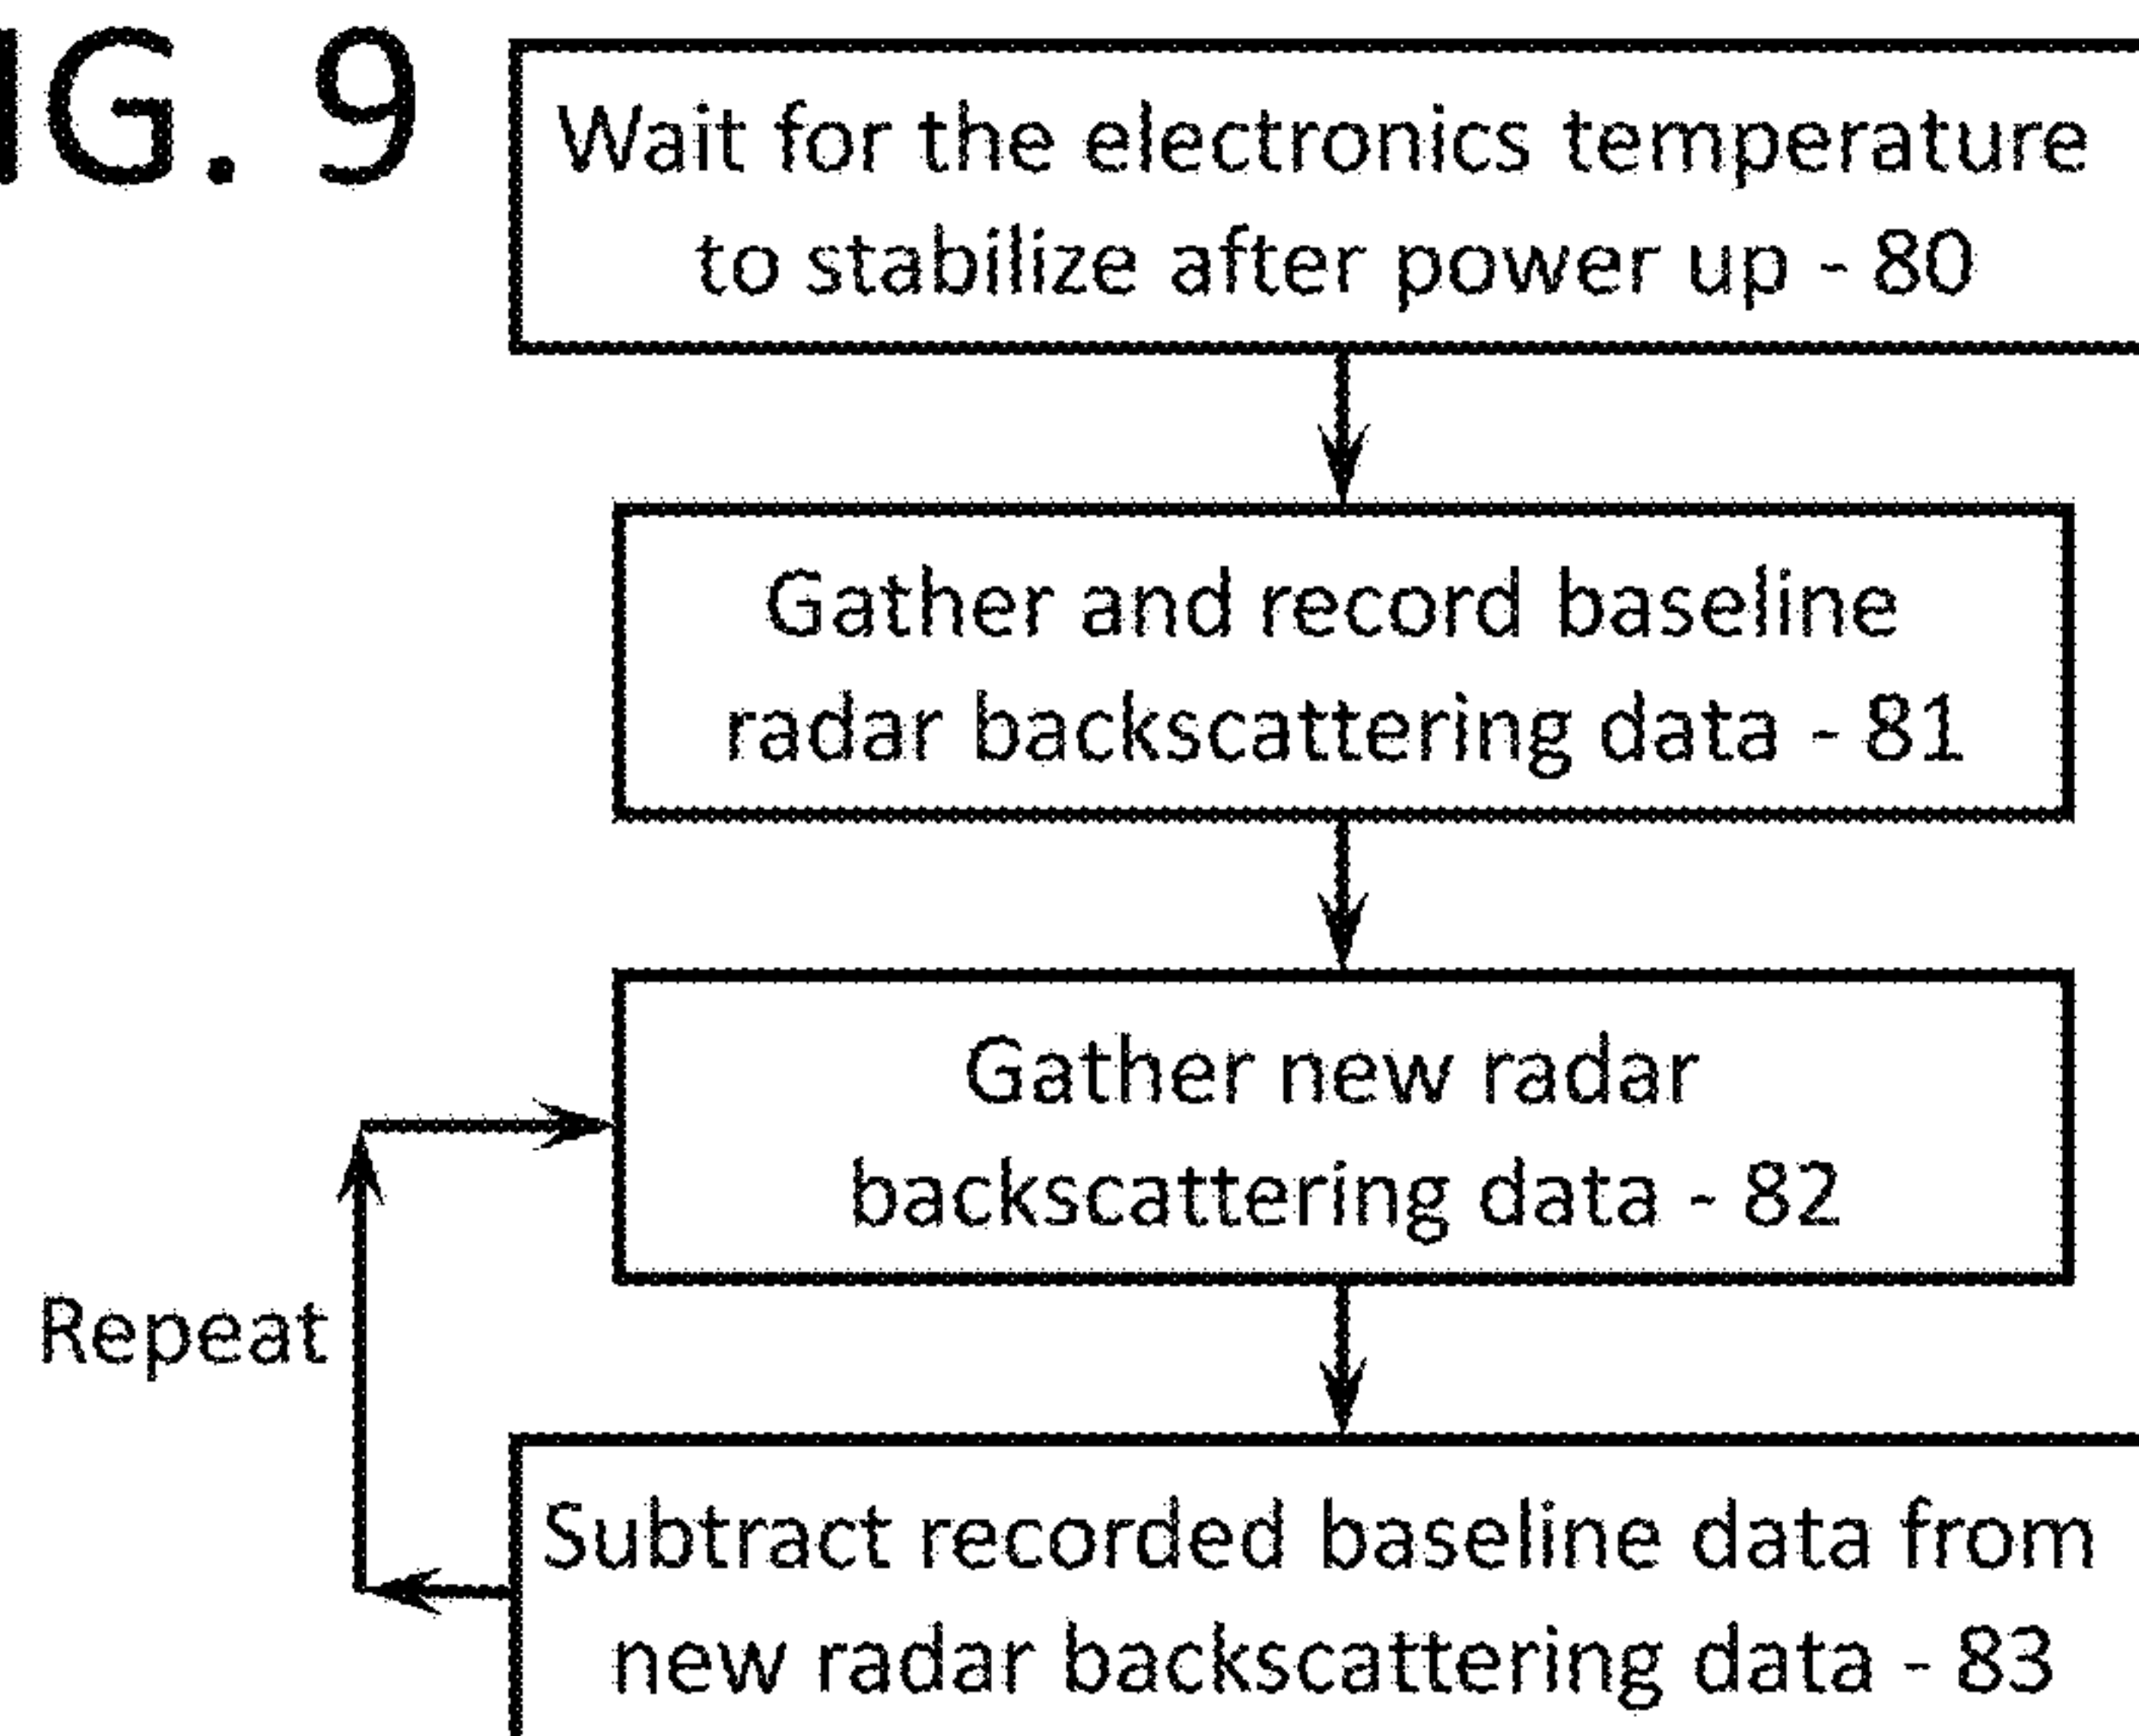 IG. 9
Wait for the electronics temperature
to stabilize after power up - 80
Gather and record baseline
radar backscattering data - 81
Gather new radar
backscattering data - 82
Repeat
Subtract recorded baseline data from
new radar backscattering data - 83